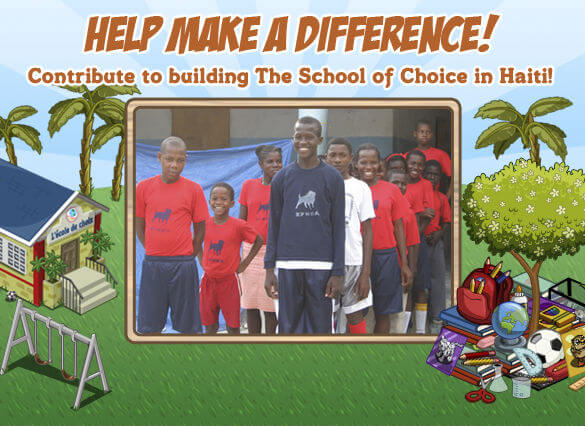 HELP MAKE A DIFFERENCE!
Contribute to building The School of Choice in Haiti!
L'école de choix